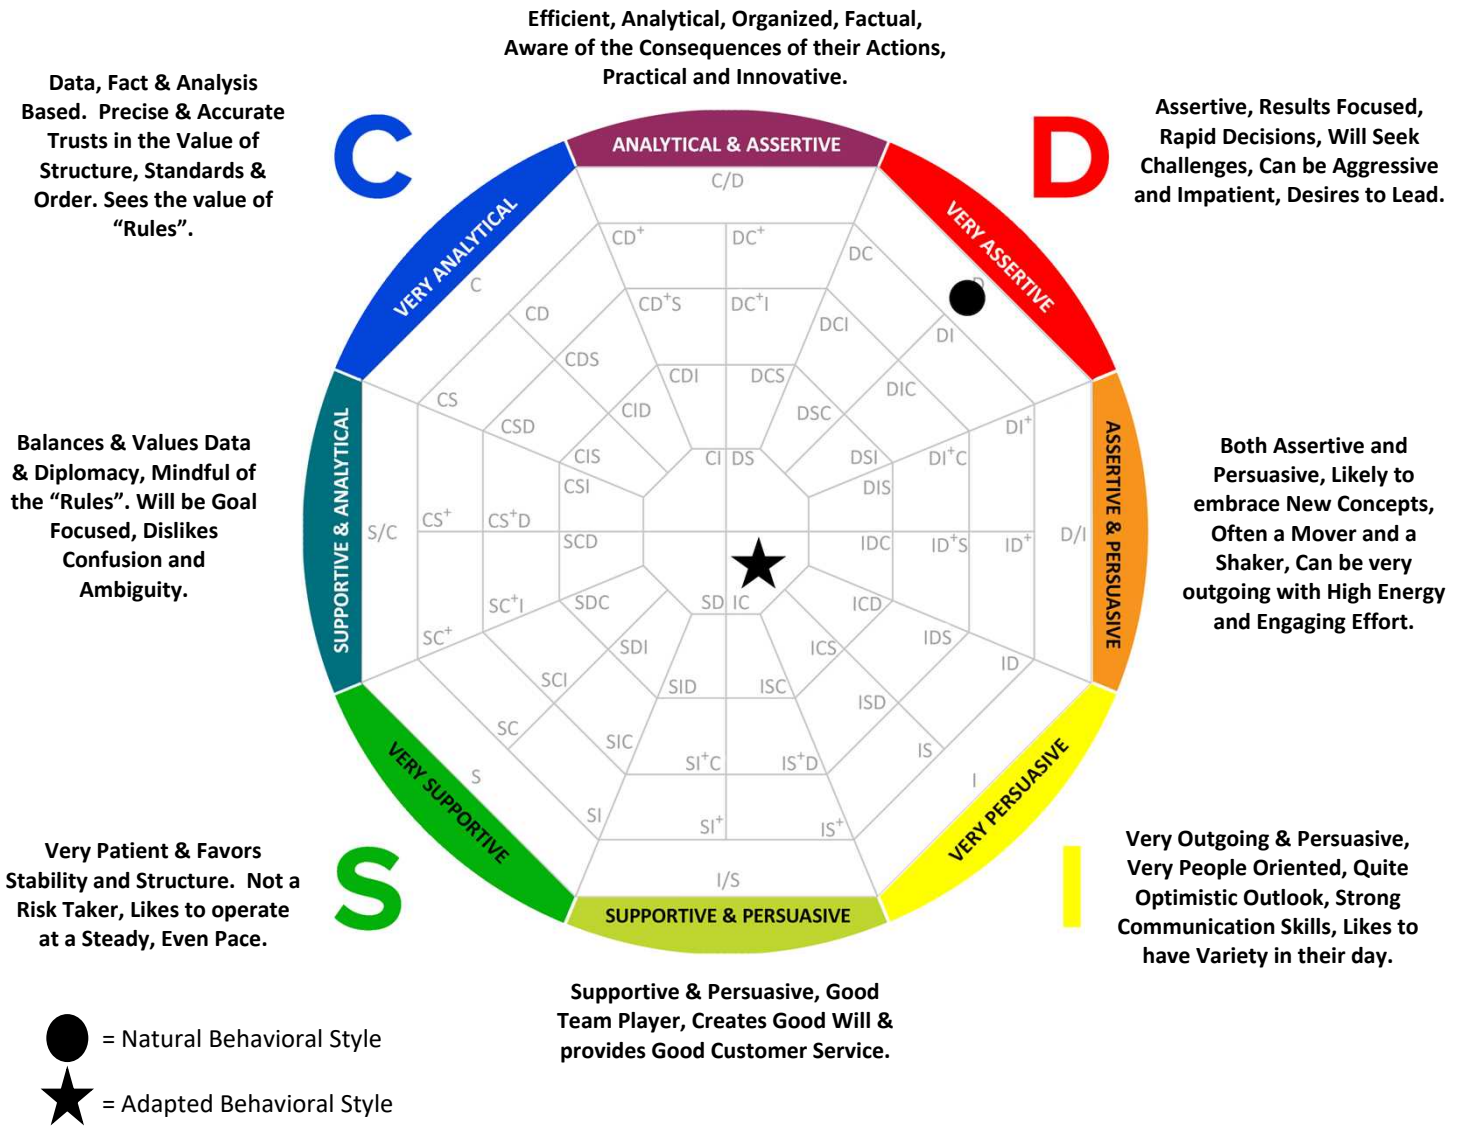 Efficient, Analytical, Organized, Factual,
Aware of the Consequences of their Actions,
Practical and Innovative.
Data, Fact & Analysis
Based.  Precise & Accurate
Trusts in the Value of
Structure, Standards &
Order. Sees the value of
“Rules”.
C
D
Assertive, Results Focused,
Rapid Decisions, Will Seek
Challenges, Can be Aggressive
and Impatient, Desires to Lead.
ANALYTICAL & ASSERTIVE
VERY ANALYTICAL
VERY ASSERTIVE
C/D
CD+
DC+
DC
C
D
CD
CD+S
DC+I
DCI
DI
CDS
CDI
DCS
DIC
CS
CID
DSC
DI+
CSD
CIS
CI
DS
DSI
DI+C
CSI
DIS
Balances & Values Data
& Diplomacy, Mindful of
the “Rules”. Will be Goal
Focused, Dislikes
Confusion and
Ambiguity.
SUPPORTIVE & ANALYTICAL
ASSERTIVE & PERSUASIVE
Both Assertive and
Persuasive, Likely to
embrace New Concepts,
Often a Mover and a
Shaker, Can be very
outgoing with High Energy
and Engaging Effort.
S/C
CS+
CS+D
SCD
IDC
ID+S
ID+
D/I
SC+I
SDC
SD
IC
ICD
SC+
SDI
ICS
IDS
ID
SCI
SID
ISC
ISD
SC
SIC
SI+C
IS+D
IS
S
I
SI
SI+
IS+
I/S
VERY SUPPORTIVE
VERY PERSUASIVE
SUPPORTIVE & PERSUASIVE
Very Patient & Favors
Stability and Structure.  Not a
Risk Taker, Likes to operate
at a Steady, Even Pace.
S
I
Very Outgoing & Persuasive,
Very People Oriented, Quite
Optimistic Outlook, Strong
Communication Skills, Likes to
have Variety in their day.
Supportive & Persuasive, Good
Team Player, Creates Good Will &
provides Good Customer Service.
= Natural Behavioral Style
= Adapted Behavioral Style